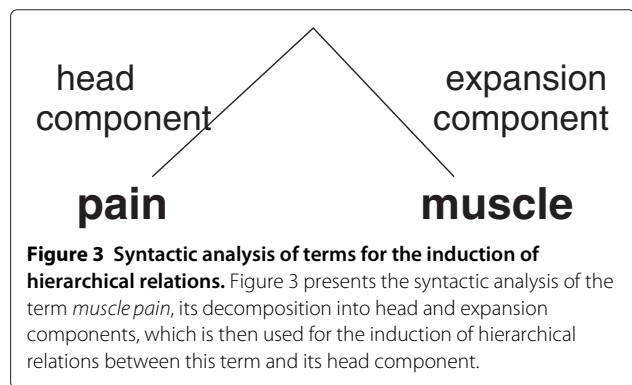 head component
expansion component
pain
muscle
Figure 3 Syntactic analysis of terms for the induction of
hierarchical relations. Figure 3 presents the syntactic analysis of the
term muscle pain, its decomposition into head and expansion
components, which is then used for the induction of hierarchical
relations between this term and its head component.